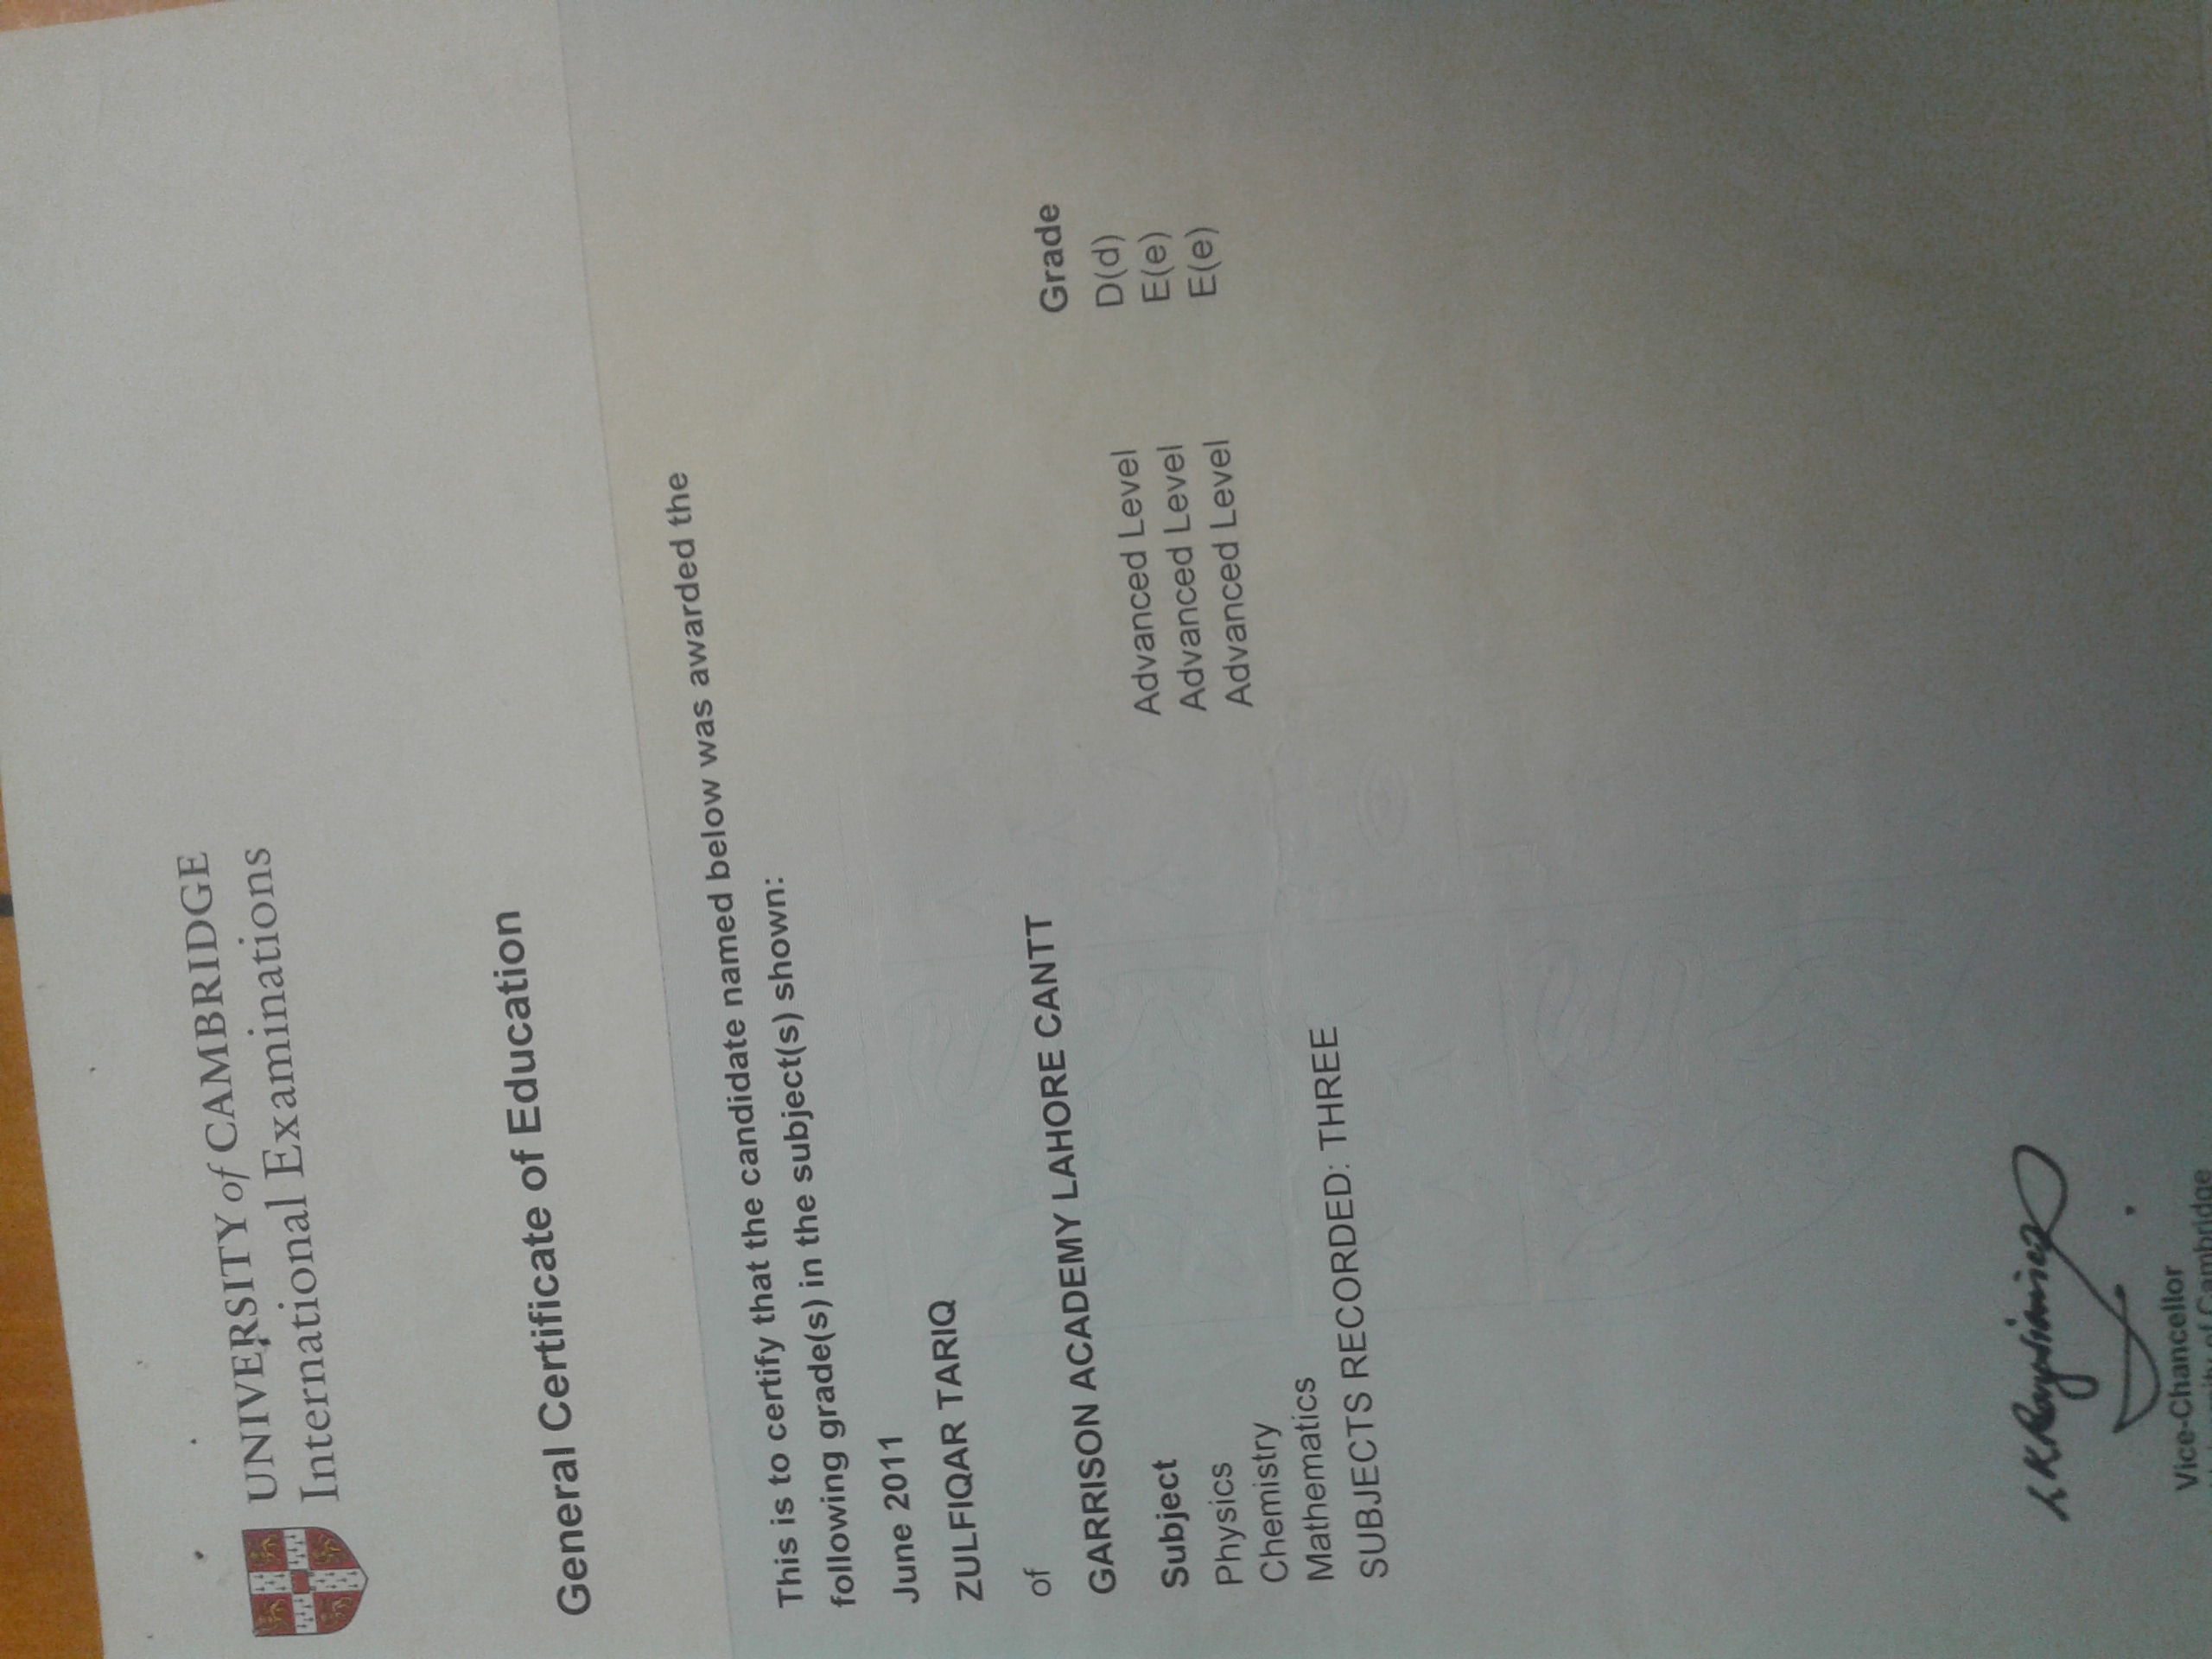 UNIVERSITY of CAMBRIDGE
International Examinations
General Certificate of Education
This is to certify that the candidate named below was awarded the
following grade(s) in the subject(s) shown:
June 2011
ZULFIQAR TARIQ
of
GARRISON ACADEMY LAHORE CANTT
Subject Grade
Physics Advanced Level D(d)
Chemistry Advanced Level E(e)
Mathematics Advanced Level E(e)
SUBJECTS RECORDED: THREE
Vice-Chancellor
of Cambridge